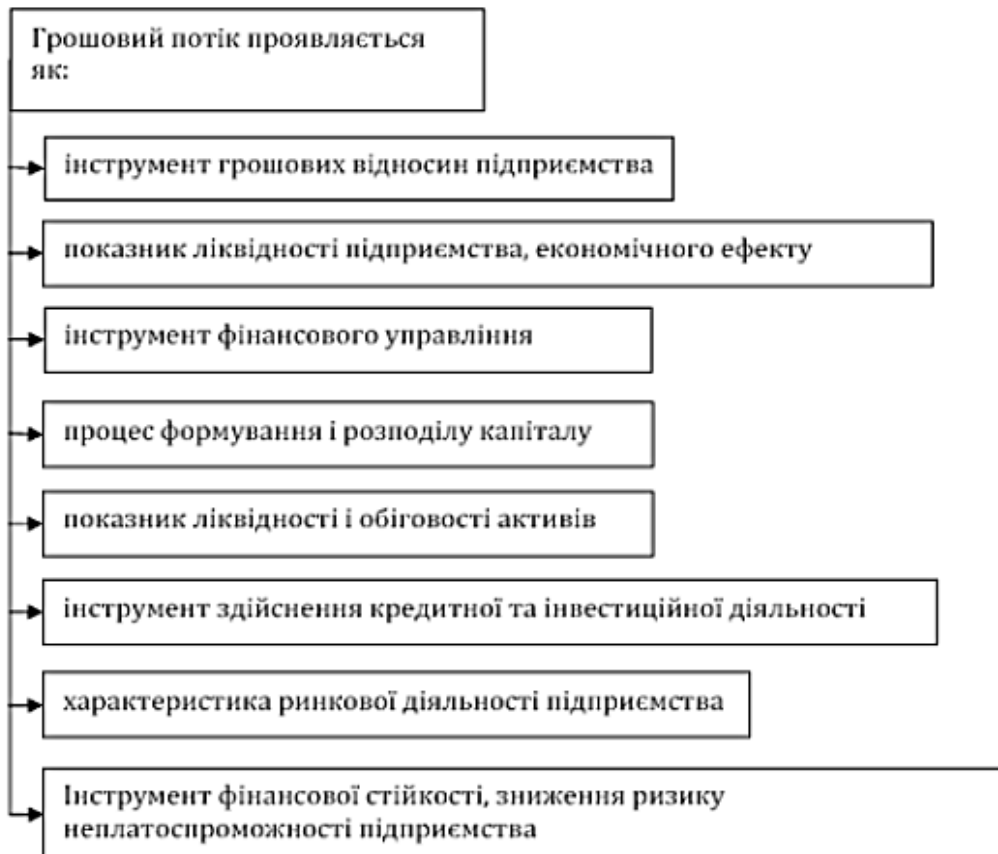 Грошовий потік проявляється
як:
інструмент грошових відносин підприємства
показник ліквідності підприємства, економічного ефекту
інструмент фінансового управління
процес формування і розподілу капіталу
показник ліквідності і обіговості активів
інструмент здійснення кредитної та інвестиційної діяльності
характеристика ринкової діяльності підприємства
Інструмент фінансової стійкості, зниження ризику
неплатоспроможності підприємства